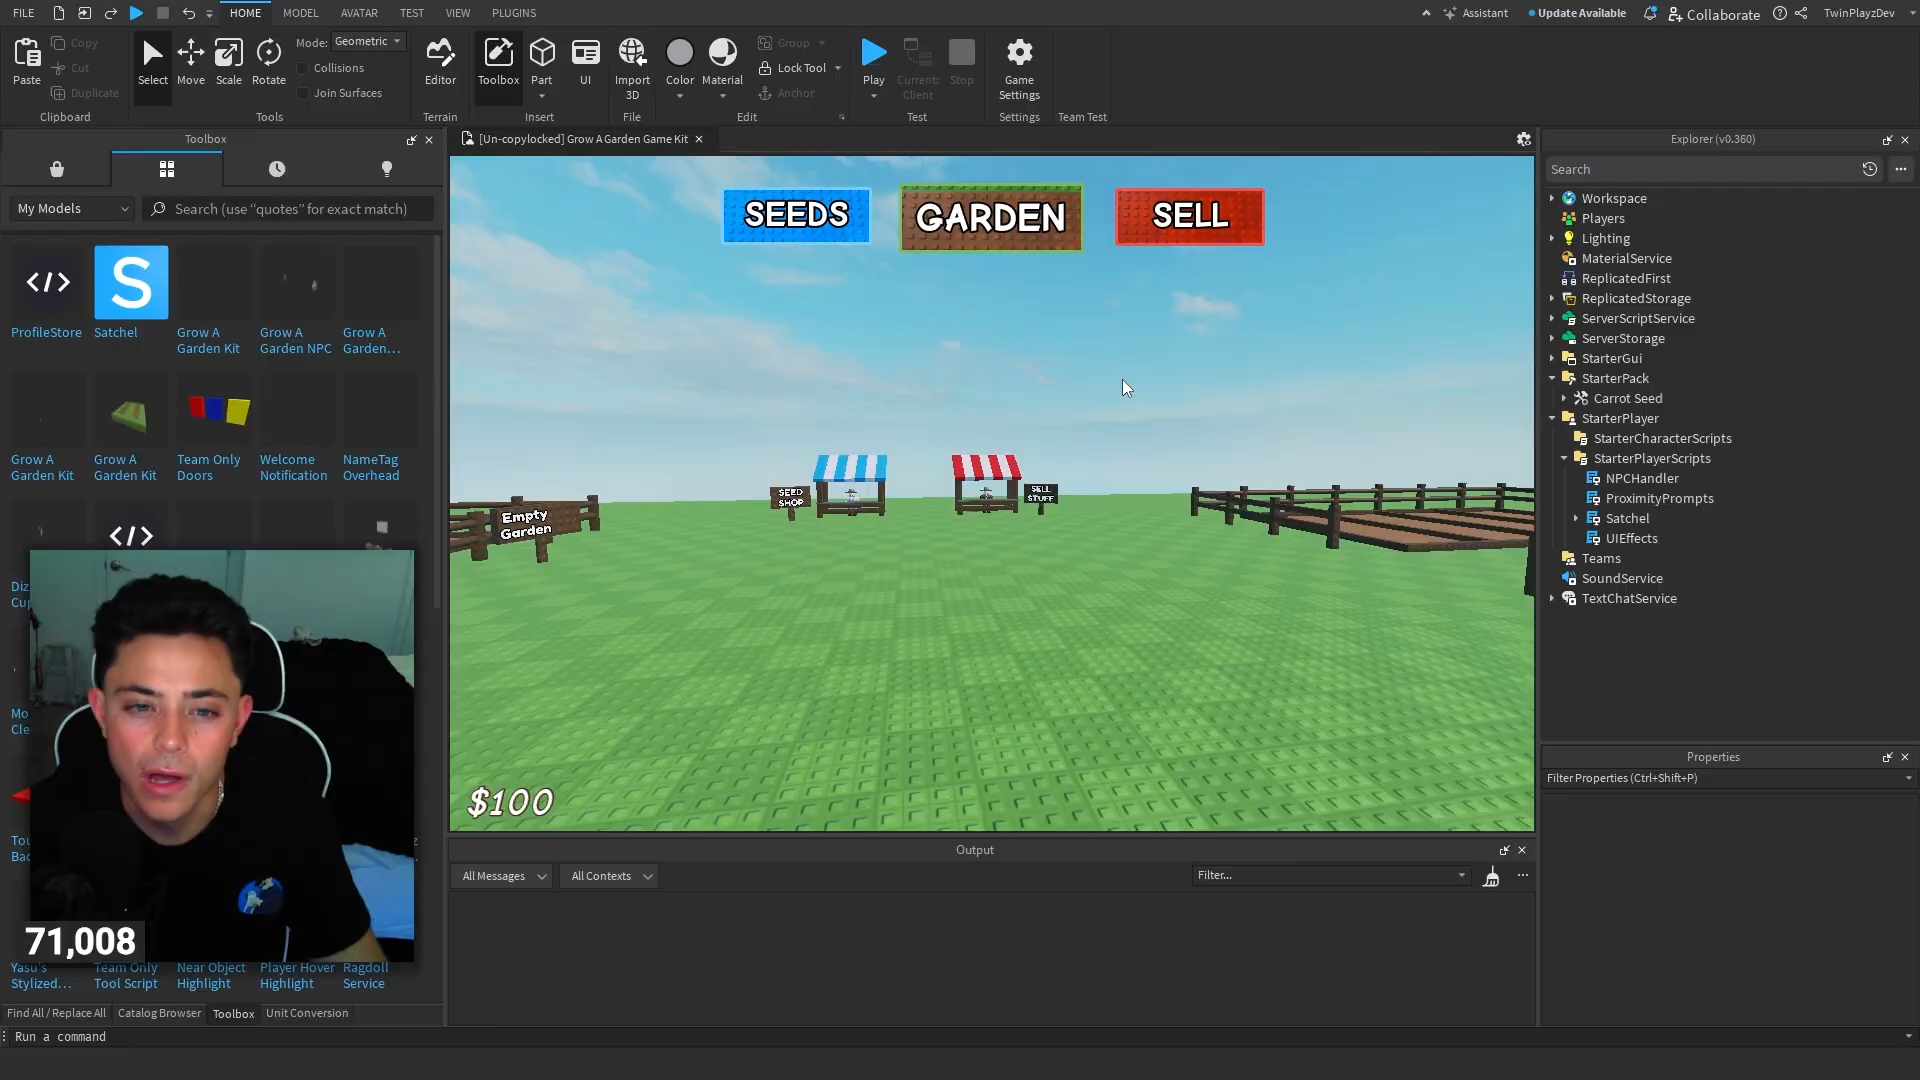 FILE
HOME
MODEL
AVATAR
TEST
VIEW
PLUGINS
Assistant
Update Available
Collaborate
TwinPlayzDev
Paste
Copy
Cut
Duplicate
Clipboard
Select
Move
Scale
Rotate
Mode: Geometric
Collisions
Join Surfaces
Tools
Editor
Terrain
Toolbox
Part
UI
Insert
Import
3D
File
Color
Material
Group
Lock Tool
Anchor
Edit
Play
Current:
Client
Stop
Test
Game
Settings
Settings
Team Test
Toolbox
My Models
Search (use “quotes” for exact match)
ProfileStore
Satchel
Grow A
Garden Kit
Grow A
Garden NPC
Grow A
Garden...
Grow A
Garden Kit
Grow A
Garden Kit
Team Only
Doors
Welcome
Notification
NameTag
Overhead
Diz
Cu
Mo
Cle
Tou
Bac
71,008
Yasu's
Stylized...
Team Only
Tool Script
Near Object
Highlight
Player Hover
Highlight
Ragdoll
Service
Find All / Replace All
Catalog Browser
Toolbox
Unit Conversion
Run a command
[Un-copylocked] Grow A Garden Game Kit
SEEDS
GARDEN
SELL
Empty
Garden
SEED
SHOP
SELL
STUFF
$100
Output
All Messages
All Contexts
Filter...
Explorer (v0.360)
Search
Workspace
Players
Lighting
MaterialService
ReplicatedFirst
ReplicatedStorage
ServerScriptService
ServerStorage
StarterGui
StarterPack
Carrot Seed
StarterPlayer
StarterCharacterScripts
StarterPlayerScripts
NPCHandler
ProximityPrompts
Satchel
UIEffects
Teams
SoundService
TextChatService
Properties
Filter Properties (Ctrl+Shift+P)